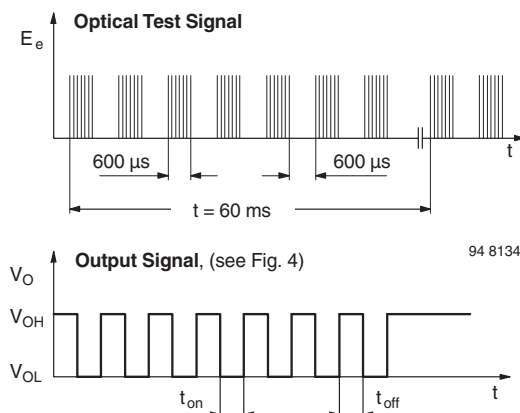 Optical Test Signal
E e
t
600 µs
600 µs
t = 60 ms
94 8134
Output Signal, (see Fig. 4)
V O
V OH
V OL
t on
t off
t